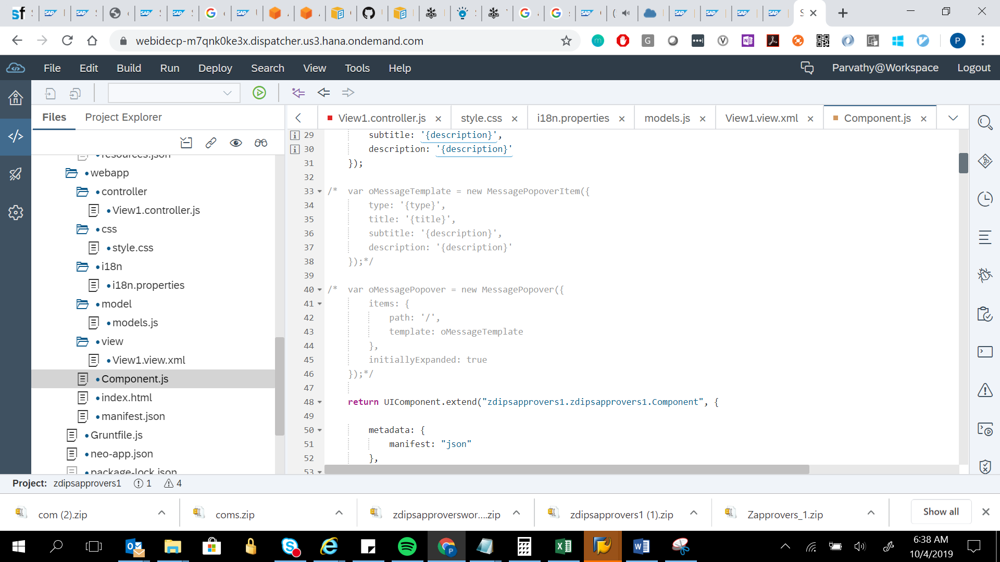 webidecp-m7qnk0ke3x.dispatcher.us3.hana.ondemand.com
File Edit Build Run Deploy Search View Tools Help
Parvathy@Workspace Logout
Files Project Explorer
View1.controller.js style.css i18n.properties models.js View1.view.xml Component.js
resources.json
webapp
controller
View1.controller.js
css
style.css
i18n
i18n.properties
model
models.js
view
View1.view.xml
Component.js
index.html
manifest.json
Gruntfile.js
neo-app.json
package-lock.json
29 subtitle: '{description}',
30 description: '{description}'
31 });
32
33 /* var oMessageTemplate = new MessagePopoverItem({
34 type: '{type}',
35 title: '{title}',
36 subtitle: '{description}',
37 description: '{description}'
38 });*/
39
40 /* var oMessagePopover = new MessagePopover({
41 items: {
42 path: '/',
43 template: oMessageTemplate
44 },
45 initiallyExpanded: true
46 });*/
47
48 return UIComponent.extend("zdipsapprovers1.zdipsapprovers1.Component", {
49
50 metadata: {
51 manifest: "json"
52 },
53
Project: zdipsapprovers1 1 4
com (2).zip coms.zip zdipsapproverswor....zip zdipsapprovers1 (1).zip Zapprovers_1.zip Show all
6:38 AM
10/4/2019